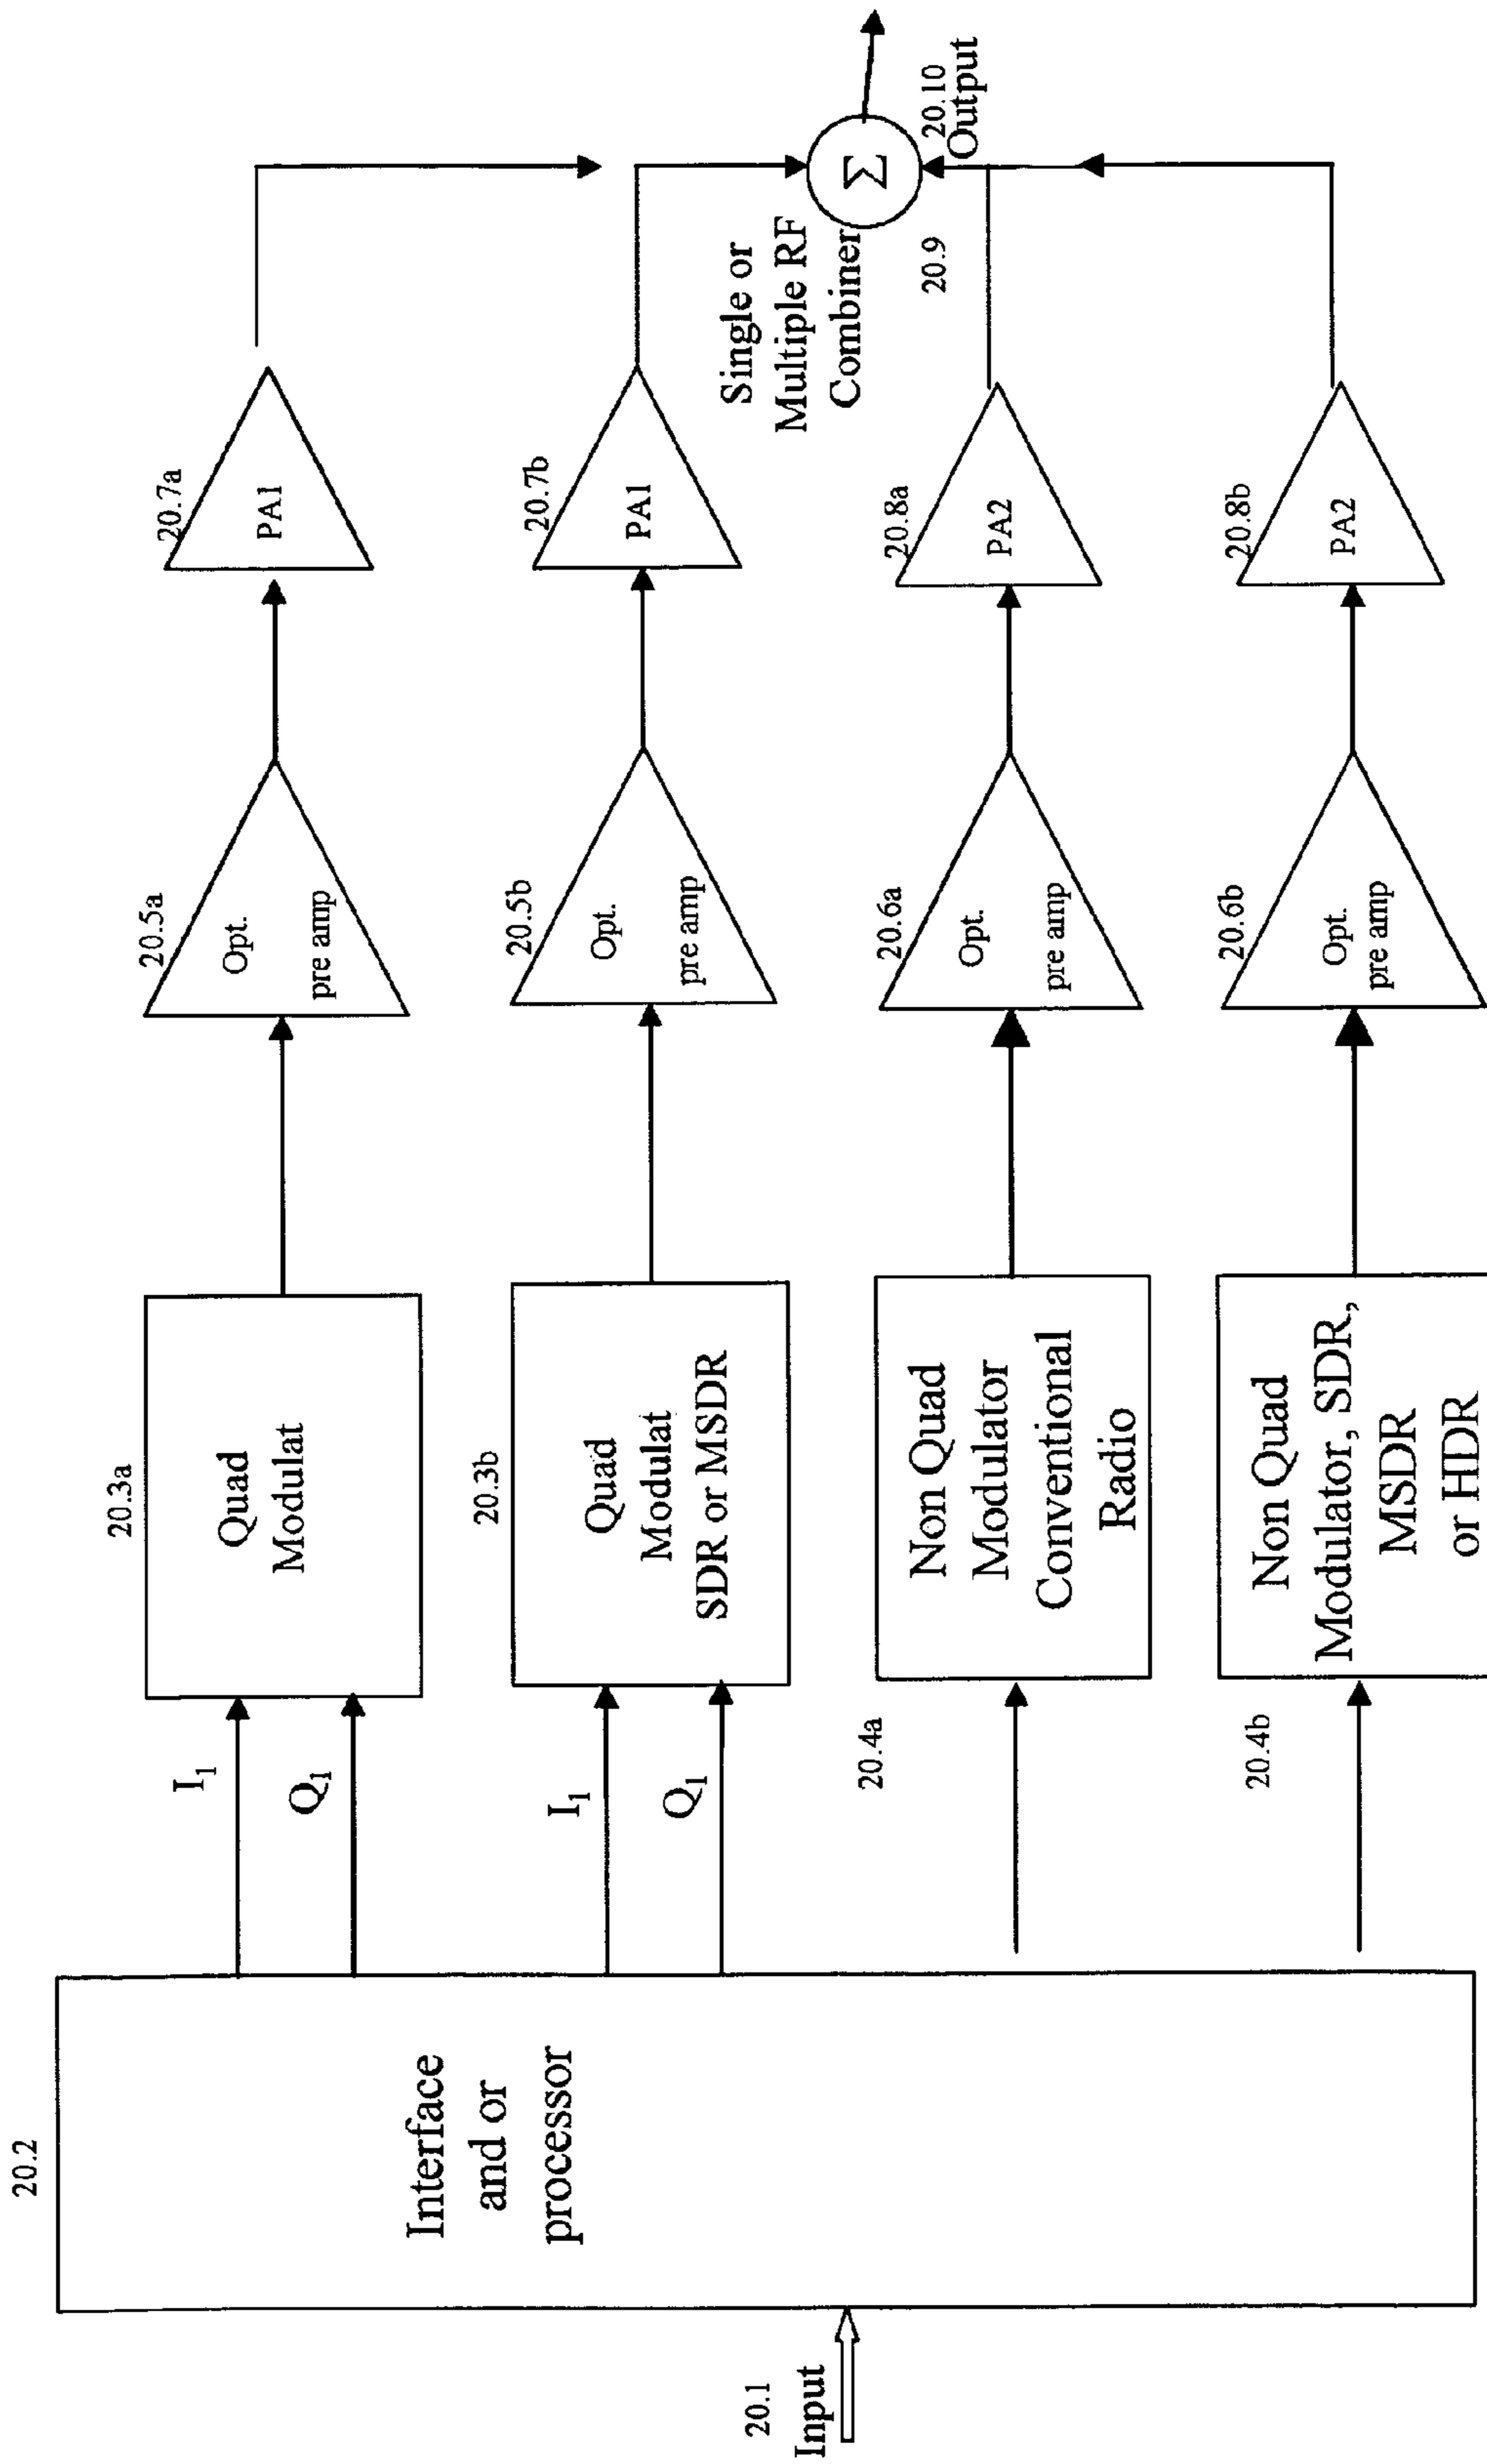 20.1
Input
20.2
Interface
and or
processor
I1
Q1
20.3a
Quad
Modulat
20.5a
Opt.
pre amp
20.7a
PA1
I1
Q1
20.3b
Quad
Modulat
SDR or MSDR
20.5b
Opt.
pre amp
20.7b
PA1
Single or
Multiple RF
Combiner
Σ
20.9
20.10
Output
20.4a
Non Quad
Modulator
Conventional
Radio
20.6a
Opt.
pre amp
20.8a
PA2
20.4b
Non Quad
Modulator, SDR,
MSDR
or HDR
20.6b
Opt.
pre amp
20.8b
PA2